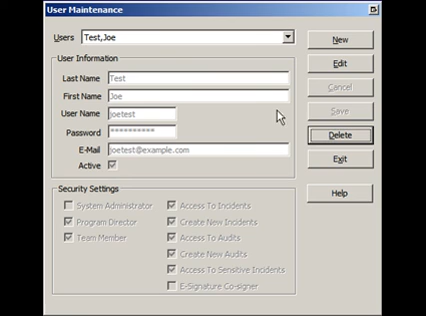 User Maintenance
Users Test,Joe
New
User Information
Edit
Last Name Test
Cancel
First Name Joe
Save
User Name joetest
Password **********
Delete
E-Mail joetest@example.com
Exit
Active
Security Settings
Help
System Administrator Access To Incidents
Program Director Create New Incidents
Team Member Access To Audits
Create New Audits
Access To Sensitive Incidents
E-Signature Co-signer